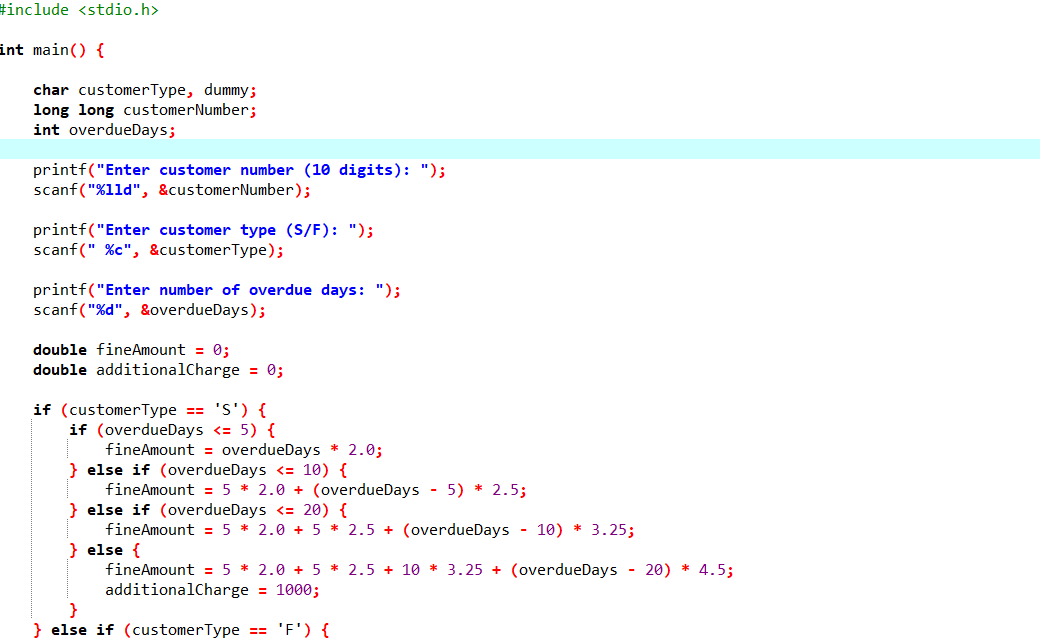 #include <stdio.h>
int main() {
char customerType, dummy;
long long customerNumber;
int overdueDays;
printf("Enter customer number (10 digits): ");
scanf("%lld", &customerNumber);
printf("Enter customer type (S/F): ");
scanf(" %c", &customerType);
printf("Enter number of overdue days: ");
scanf("%d", &overdueDays);
double fineAmount = 0;
double additionalCharge = 0;
if (customerType == 'S') {
if (overdueDays <= 5) {
fineAmount = overdueDays * 2.0;
} else if (overdueDays <= 10) {
fineAmount = 5 * 2.0 + (overdueDays - 5) * 2.5;
} else if (overdueDays <= 20) {
fineAmount = 5 * 2.0 + 5 * 2.5 + (overdueDays - 10) * 3.25;
} else {
fineAmount = 5 * 2.0 + 5 * 2.5 + 10 * 3.25 + (overdueDays - 20) * 4.5;
additionalCharge = 1000;
}
} else if (customerType == 'F') {